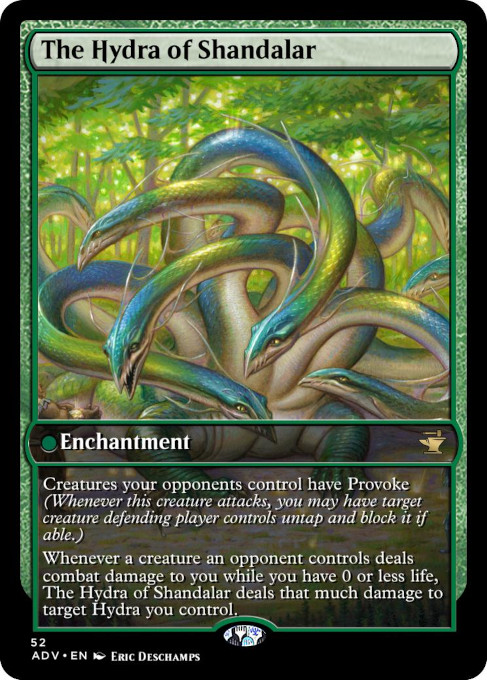 The Hydra of Shandalar
Enchantment
Creatures your opponents control have Provoke
(Whenever this creature attacks, you may have target
creature defending player controls untap and block it if
able.)
Whenever a creature an opponent controls deals
combat damage to you while you have 0 or less life,
The Hydra of Shandalar deals that much damage to
target Hydra you control.
52
ADV • EN Eric Deschamps